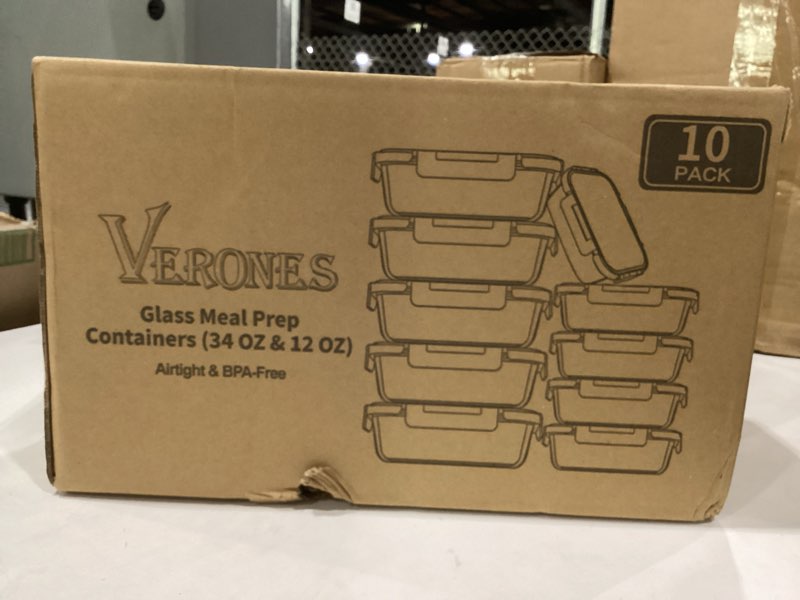 10
PACK
VERONES
Glass Meal Prep
Containers (34 OZ & 12 OZ)
Airtight & BPA-Free